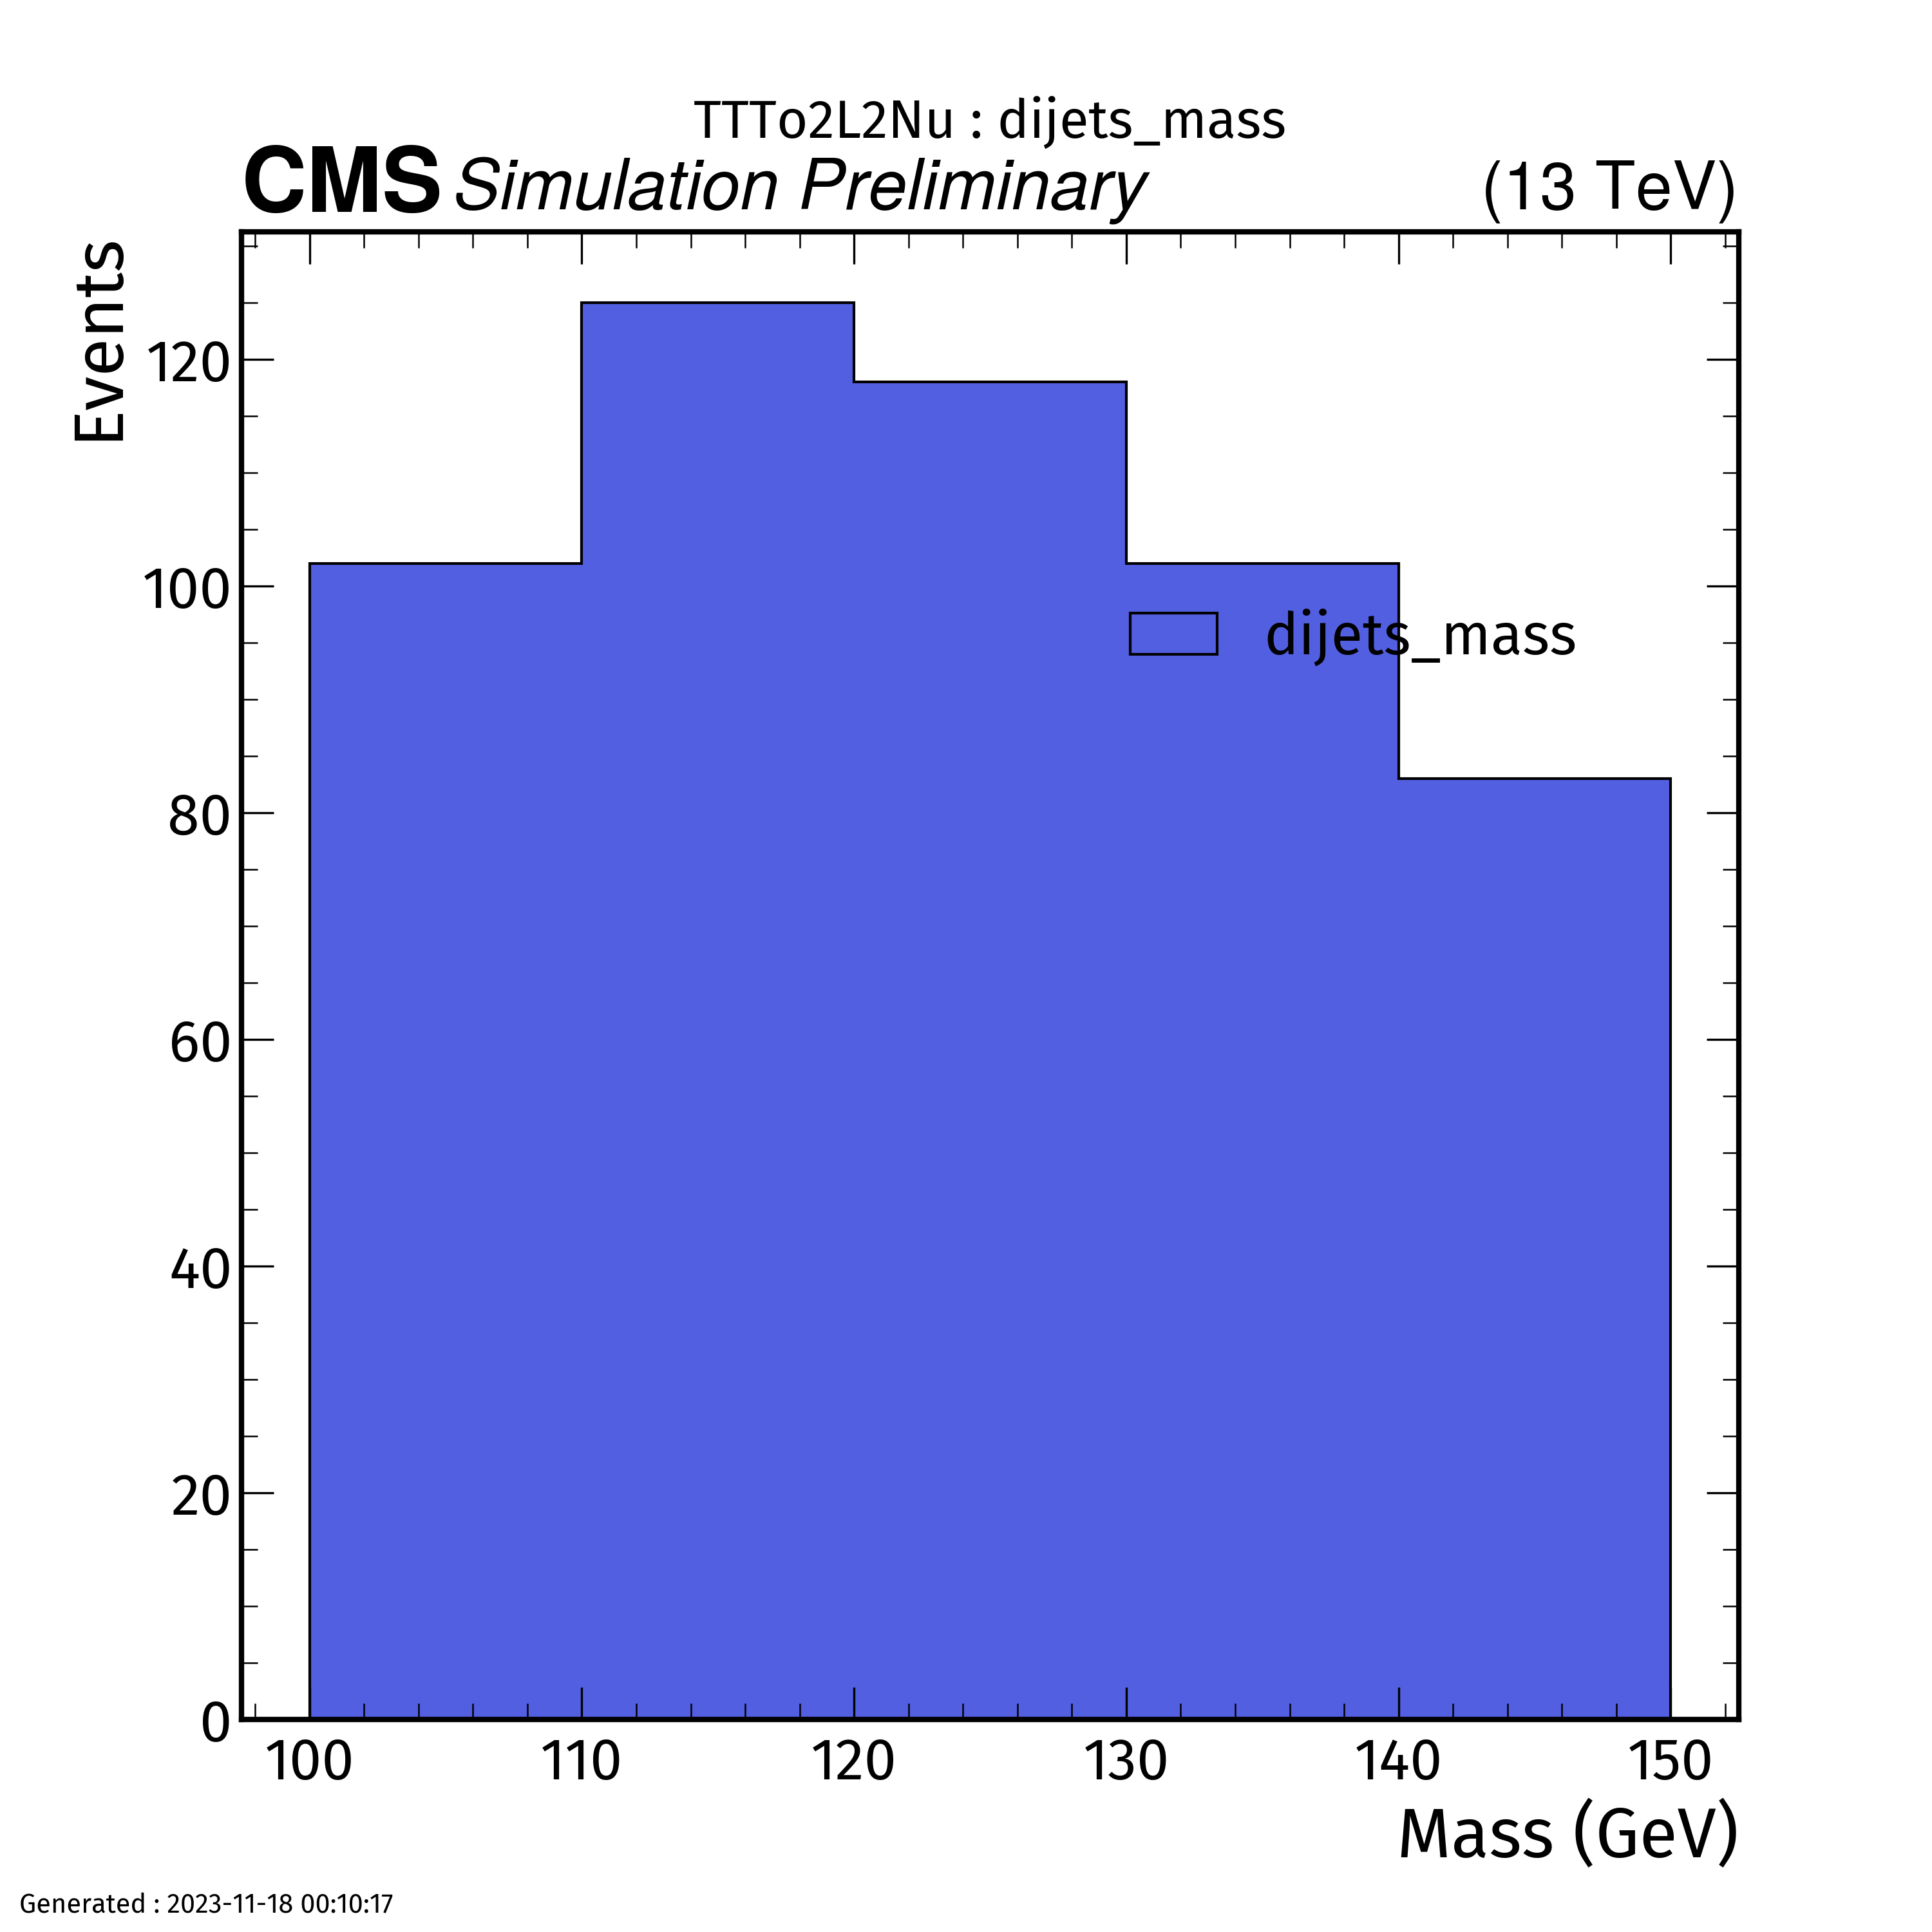 TTTo2L2Nu : dijets_mass
CMS Simulation Preliminary (13 TeV)
Events
120
100
80
60
40
20
0
dijets_mass
100 110 120 130 140 150
Mass (GeV)
Generated : 2023-11-18 00:10:17